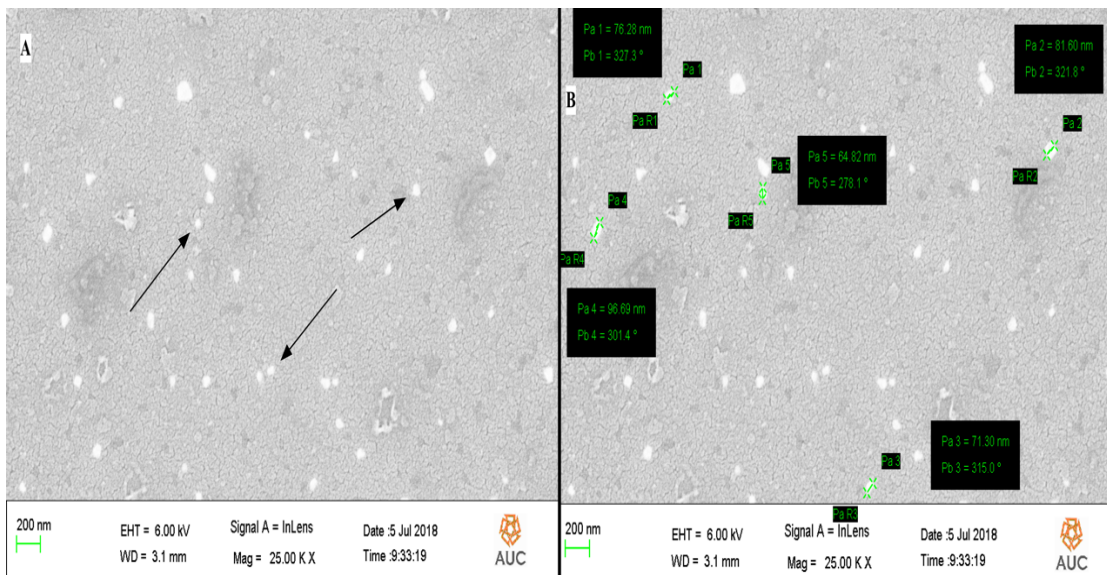 A
200 nm
EHT = 6.00 kV
WD = 3.1 mm
Signal A = InLens
Mag = 25.00 K X
Date :5 Jul 2018
Time :9:33:19
AUC
B
Pa 1 = 76.28 nm
Pb 1 = 327.3 °
Pa 1
Pa R1
Pa 2 = 81.60 nm
Pb 2 = 321.8 °
Pa 2
Pa R2
Pa 5 = 64.82 nm
Pb 5 = 278.1 °
Pa 5
Pa R5
Pa 4
Pa R4
Pa 4 = 96.69 nm
Pb 4 = 301.4 °
Pa 3 = 71.30 nm
Pb 3 = 315.0 °
Pa 3
Pa R3
200 nm
EHT = 6.00 kV
WD = 3.1 mm
Signal A = InLens
Mag = 25.00 K X
Date :5 Jul 2018
Time :9:33:19
AUC